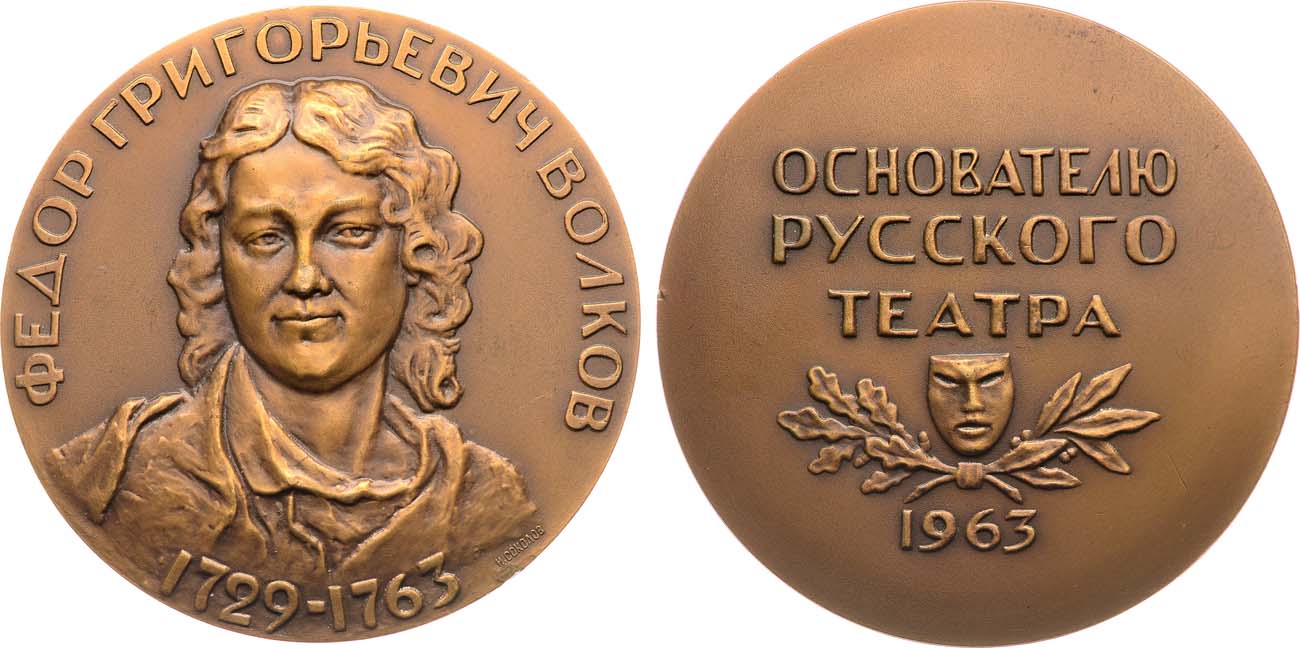 ФЕДОР ГРИГОРЬЕВИЧ ВОЛКОВ
Н.СОКОЛОВ
1729-1763
ОСНОВАТЕЛЮ
РУССКОГО
ТЕАТРА
1963